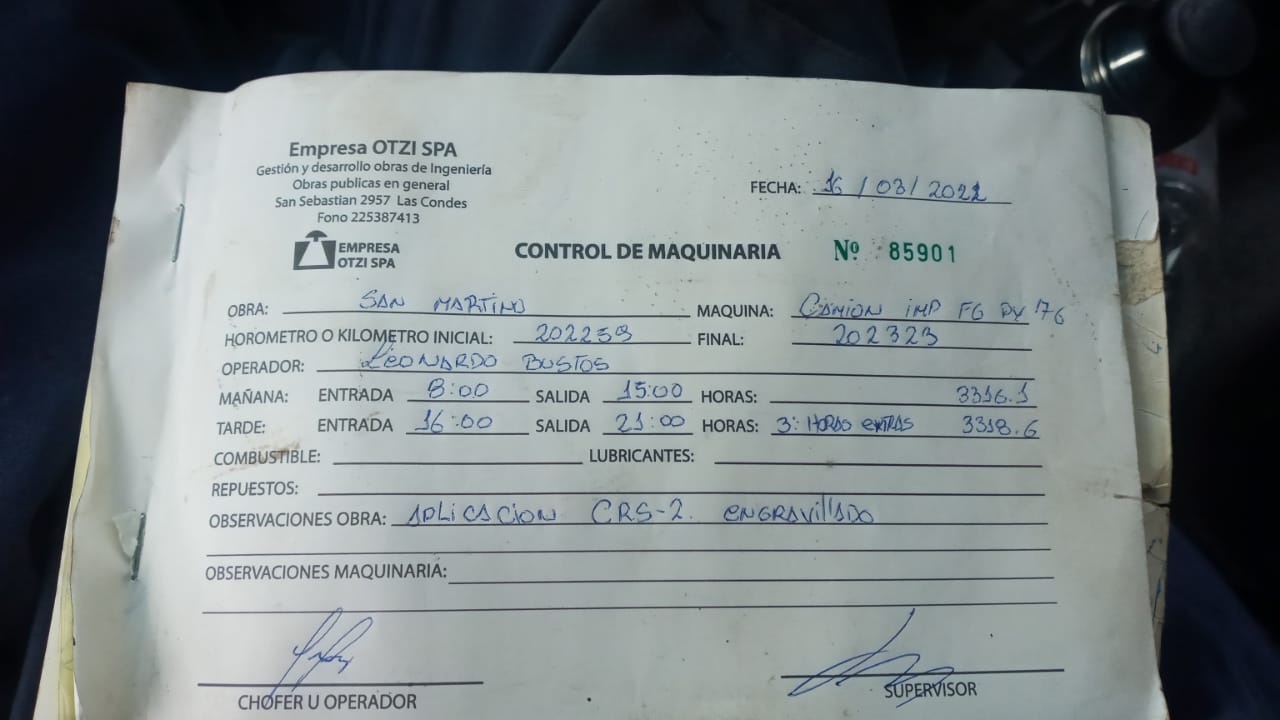 Empresa OTZI SPA
Gestión y desarrollo obras de Ingeniería
Obras publicas en general
San Sebastian 2957 Las Condes
Fono 225387413
EMPRESA
OTZI SPA
FECHA: 16 / 03 / 2022
CONTROL DE MAQUINARIA Nº 85901
OBRA: SAN MARTINO MAQUINA: CAMION IMP FG PX 76
HOROMETRO O KILOMETRO INICIAL: 202259 FINAL: 202323
OPERADOR: LEONARDO BUSTOS
MAÑANA: ENTRADA 8:00 SALIDA 15:00 HORAS: 3316.1
TARDE: ENTRADA 16:00 SALIDA 21:00 HORAS: 3: HORAS EXTRAS 3318.6
COMBUSTIBLE: LUBRICANTES:
REPUESTOS:
OBSERVACIONES OBRA: APLICACION CRS-2. ENGRAVILLADO
OBSERVACIONES MAQUINARIA:
CHOFER U OPERADOR SUPERVISOR